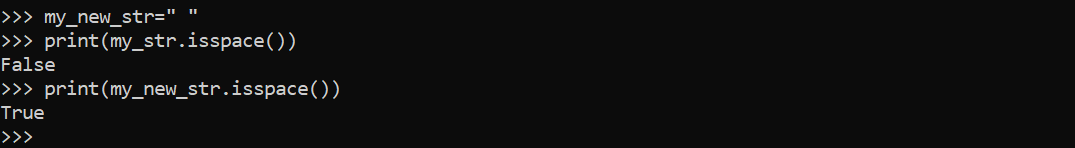 >>> my_new_str=" "
>>> print(my_str.isspace())
False
>>> print(my_new_str.isspace())
True
>>>